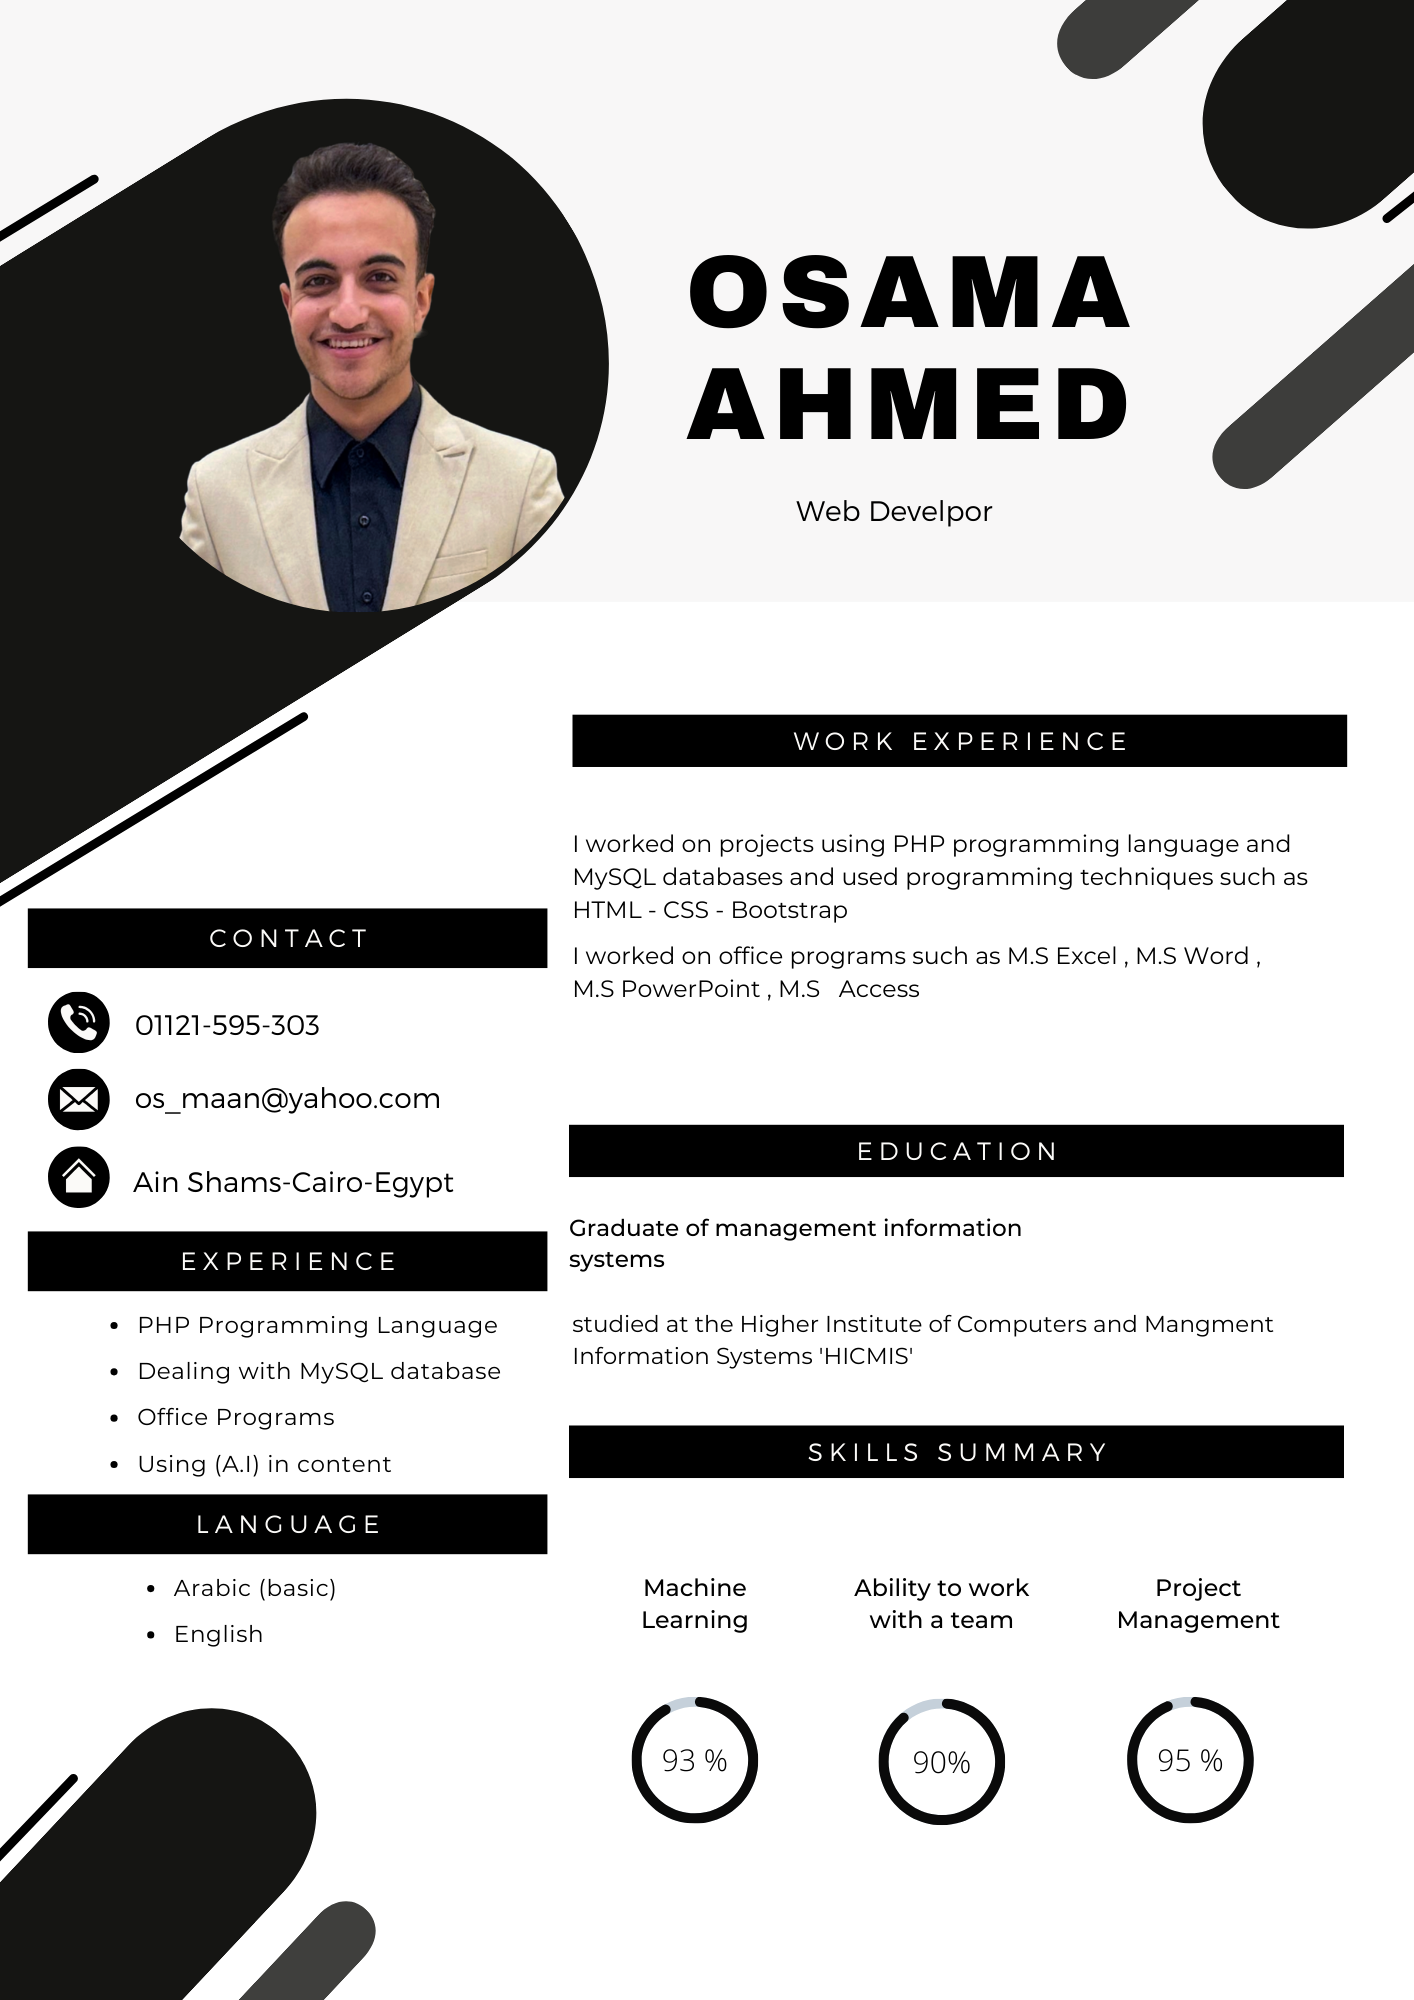 OSAMA
AHMED
Web Develpor
WORK EXPERIENCE
I worked on projects using PHP programming language and
MySQL databases and used programming techniques such as
HTML - CSS - Bootstrap
I worked on office programs such as M.S Excel , M.S Word ,
M.S PowerPoint , M.S   Access
CONTACT
01121-595-303
os_maan@yahoo.com
Ain Shams-Cairo-Egypt
EXPERIENCE
• PHP Programming Language
• Dealing with MySQL database
• Office Programs
• Using (A.I) in content
LANGUAGE
• Arabic (basic)
• English
EDUCATION
Graduate of management information
systems
studied at the Higher Institute of Computers and Mangment
Information Systems 'HICMIS'
SKILLS SUMMARY
Machine
Learning
93 %
Ability to work
with a team
90%
Project
Management
95 %